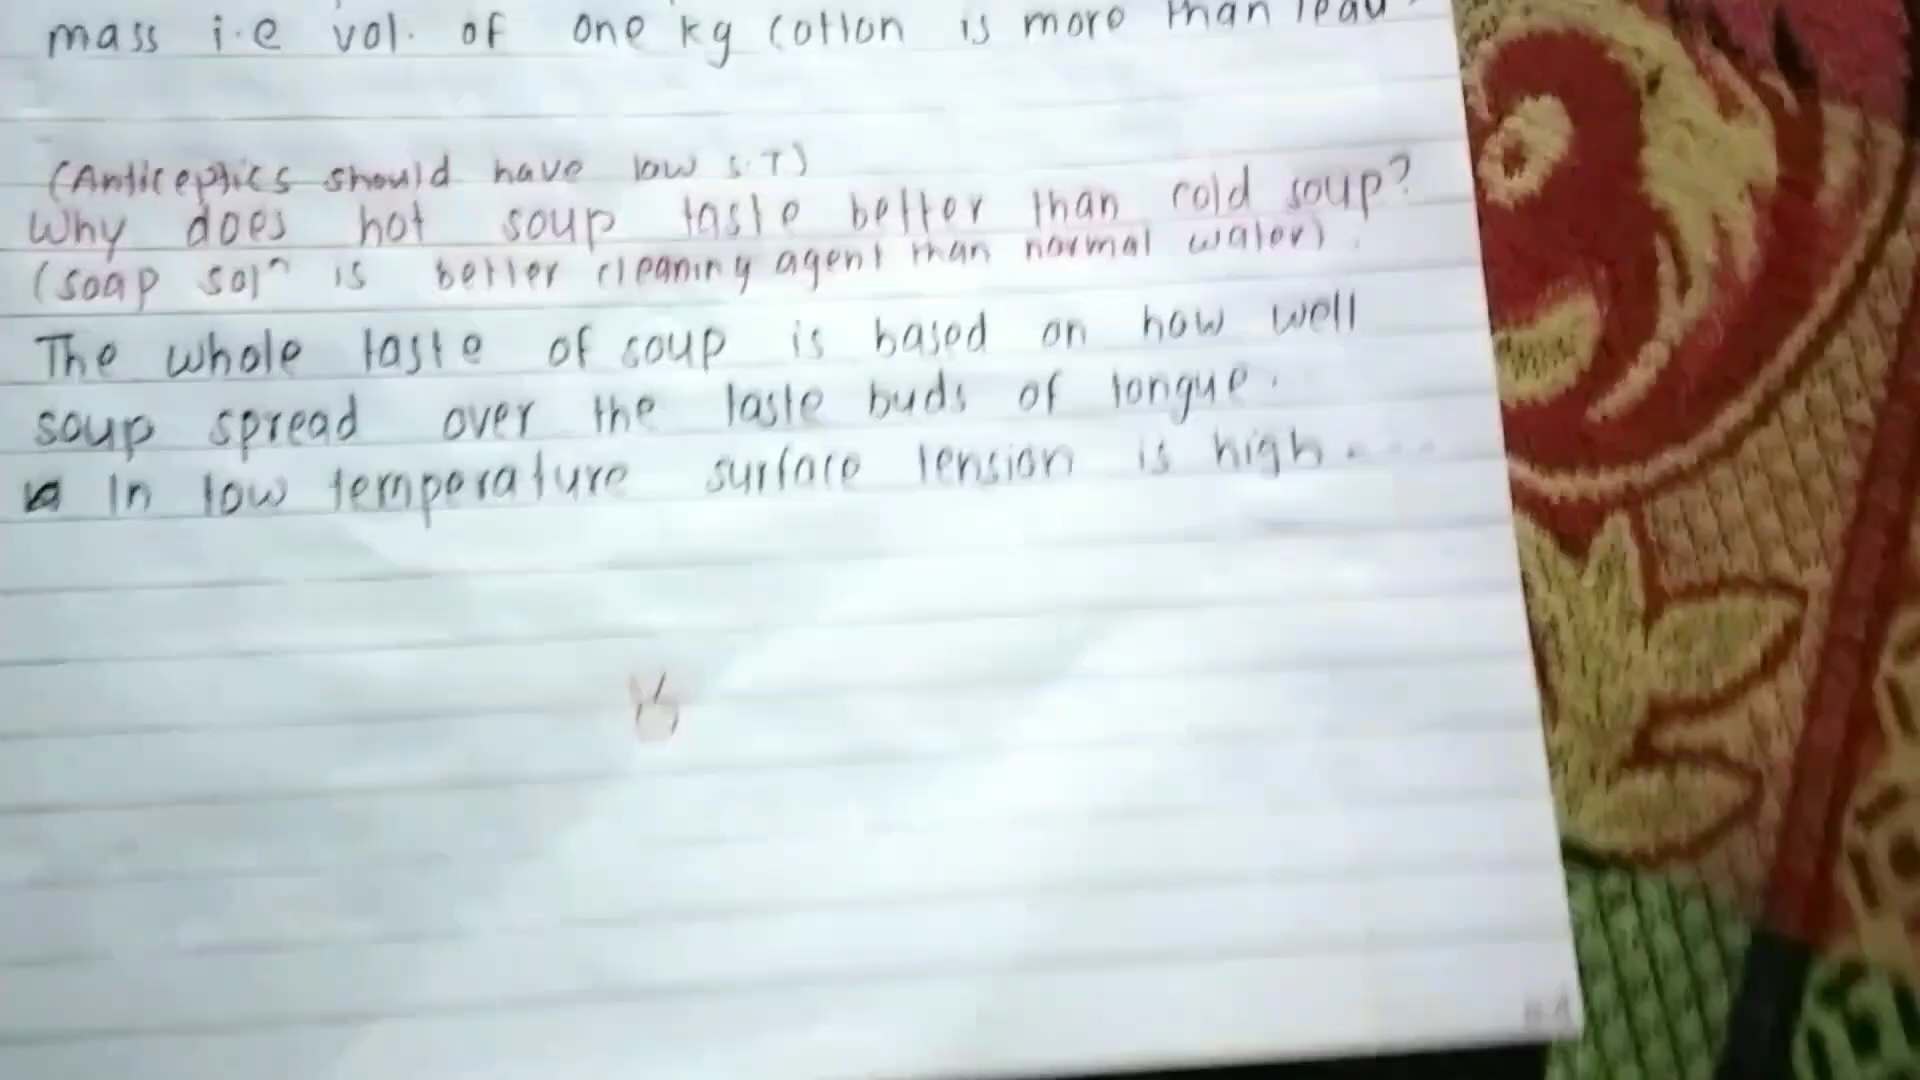 mass i.e vol. of one kg cotton is more than lead
(Anticeptics should have low S.T)
Why does hot soup taste better than cold soup?
(soap solⁿ is better cleaning agent than normal water).
The whole taste of soup is based on how well
soup spread over the taste buds of tongue.
In low temperature surface tension is high.